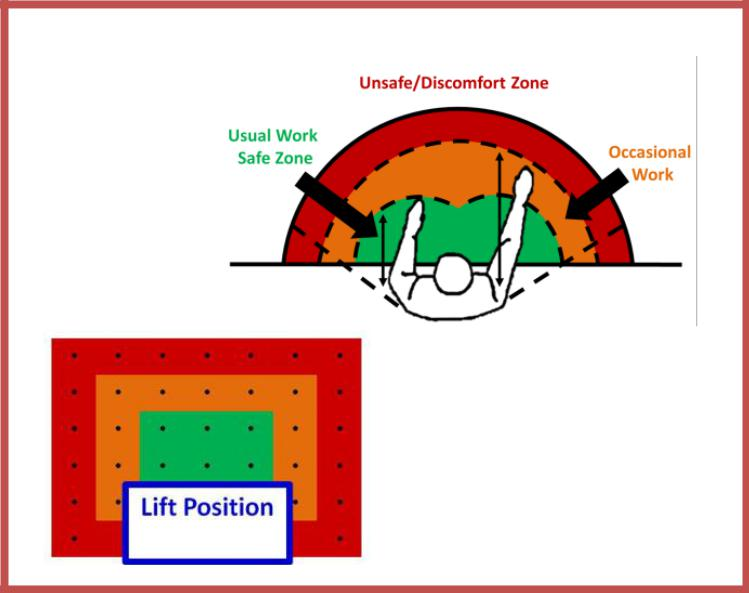 Unsafe/Discomfort Zone
Usual Work
Safe Zone
Occasional
Work
Lift Position